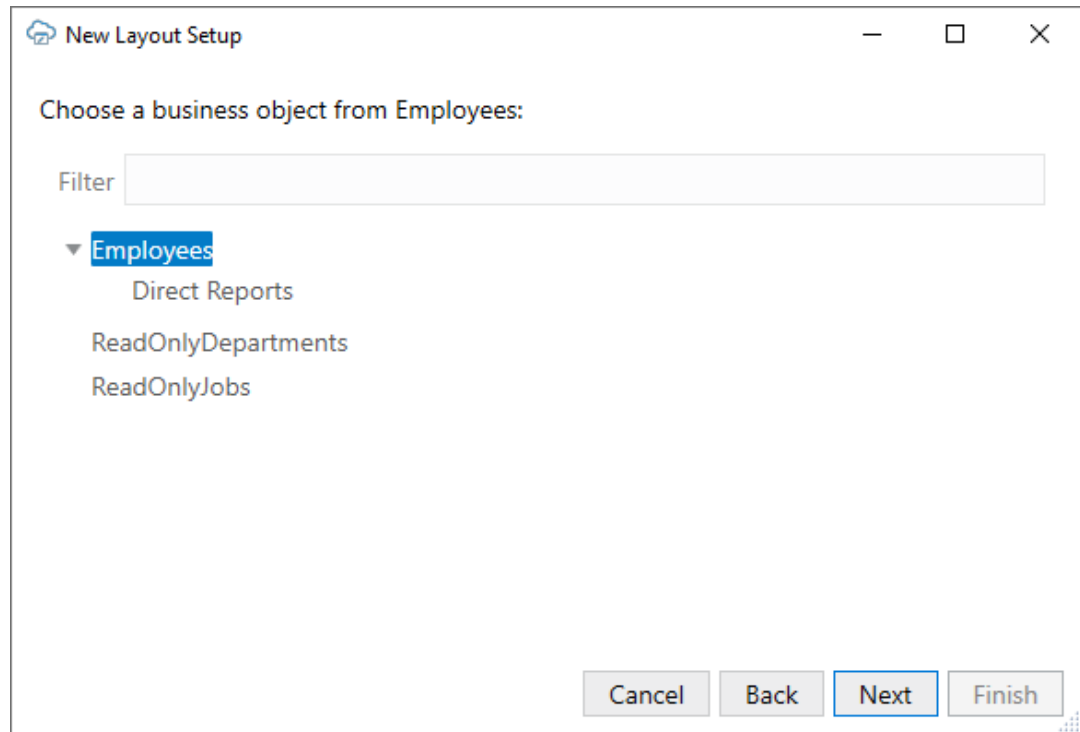 New Layout Setup
Choose a business object from Employees:
Filter
Employees
Direct Reports
ReadOnlyDepartments
ReadOnlyJobs
Cancel Back Next Finish